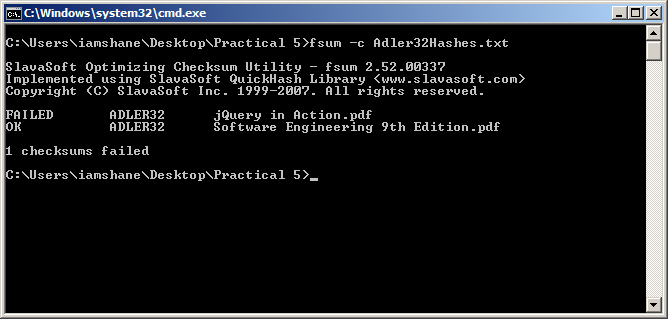 C:\Windows\system32\cmd.exe
C:\Users\iamshane\Desktop\Practical 5>fsum -c Adler32Hashes.txt
SlavaSoft Optimizing Checksum Utility - fsum 2.52.00337
Implemented using SlavaSoft QuickHash Library <www.slavasoft.com>
Copyright (C) SlavaSoft Inc. 1999-2007. All rights reserved.
FAILED ADLER32 jQuery in Action.pdf
OK ADLER32 Software Engineering 9th Edition.pdf
1 checksums failed
C:\Users\iamshane\Desktop\Practical 5>_